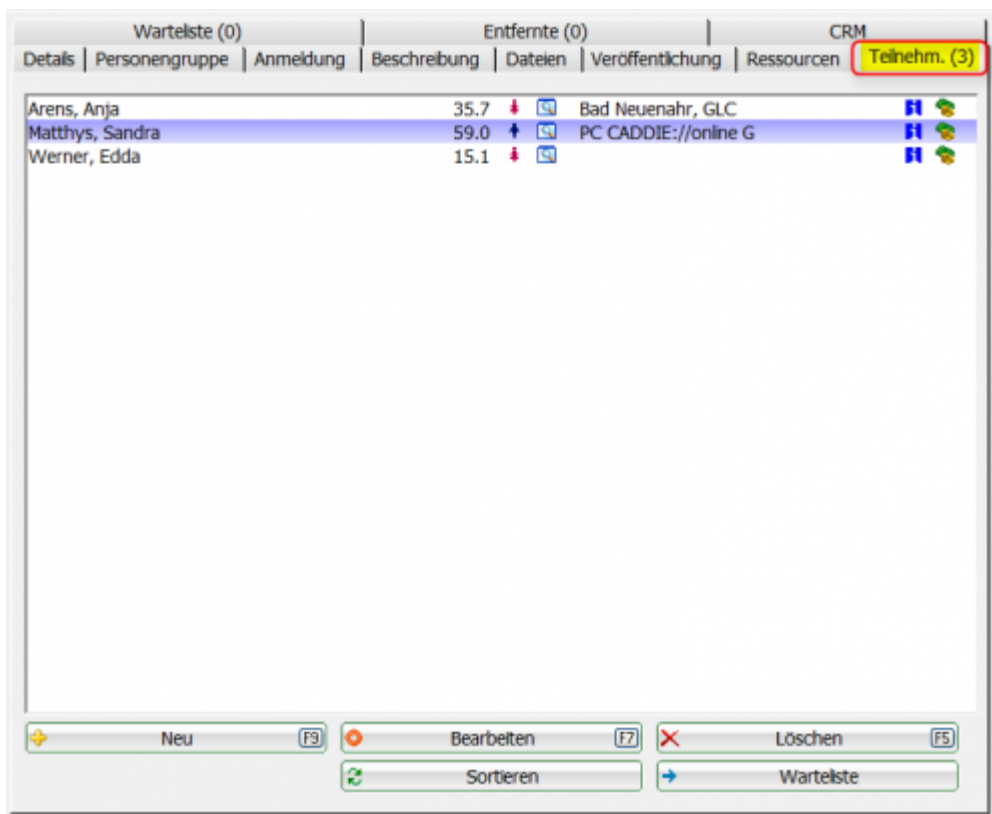 Warteliste (0) Entfernte (0) CRM
Details Personengruppe Anmeldung Beschreibung Dateien Veröffentlichung Ressourcen Teilnehm. (3)
Arens, Anja 35.7 Bad Neuenahr, GLC
Matthys, Sandra 59.0 PC CADDIE://online G
Werner, Edda 15.1
Neu F9 Bearbeiten F7 Löschen F5
Sortieren Warteliste